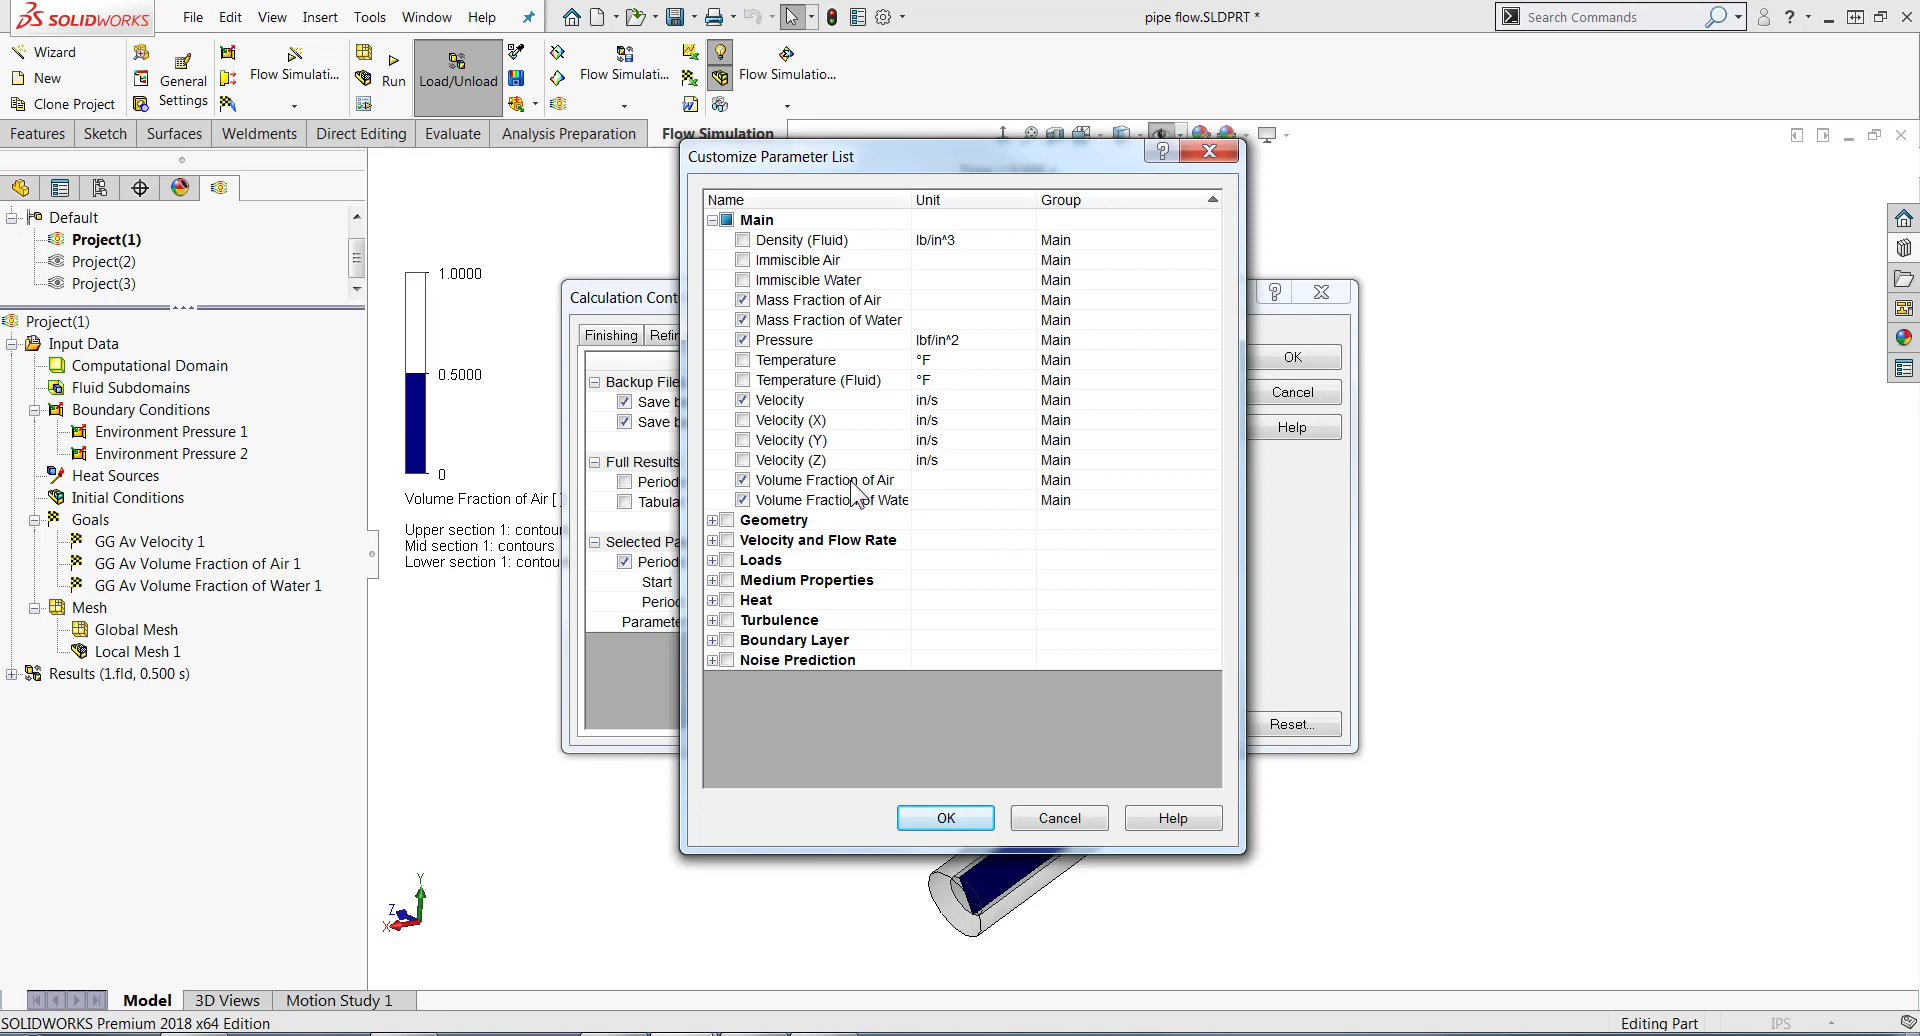 SOLIDWORKS
File Edit View Insert Tools Window Help
pipe flow.SLDPRT *
Search Commands
Wizard
New
Clone Project
General Settings
Flow Simulati...
Run
Load/Unload
Flow Simulati...
Flow Simulatio...
Features Sketch Surfaces Weldments Direct Editing Evaluate Analysis Preparation Flow Simulation
Default
Project(1)
Project(2)
Project(3)
Project(1)
Input Data
Computational Domain
Fluid Subdomains
Boundary Conditions
Environment Pressure 1
Environment Pressure 2
Heat Sources
Initial Conditions
Goals
GG Av Velocity 1
GG Av Volume Fraction of Air 1
GG Av Volume Fraction of Water 1
Mesh
Global Mesh
Local Mesh 1
Results (1.fld, 0.500 s)
1.0000
0.5000
0
Volume Fraction of Air [
Upper section 1: contou
Mid section 1: contours
Lower section 1: contou
Y
Z
X
Calculation Cont
Finishing Refir
Backup File
Save b
Save b
Full Results
Period
Tabula
Selected Pa
Period
Start
Perio
Paramete
OK
Cancel
Help
Reset...
Customize Parameter List
Name Unit Group
Main
Density (Fluid) lb/in^3 Main
Immiscible Air Main
Immiscible Water Main
Mass Fraction of Air Main
Mass Fraction of Water Main
Pressure lbf/in^2 Main
Temperature °F Main
Temperature (Fluid) °F Main
Velocity in/s Main
Velocity (X) in/s Main
Velocity (Y) in/s Main
Velocity (Z) in/s Main
Volume Fraction of Air Main
Volume Fraction of Wate Main
Geometry
Velocity and Flow Rate
Loads
Medium Properties
Heat
Turbulence
Boundary Layer
Noise Prediction
OK Cancel Help
Model 3D Views Motion Study 1
SOLIDWORKS Premium 2018 x64 Edition
Editing Part
IPS